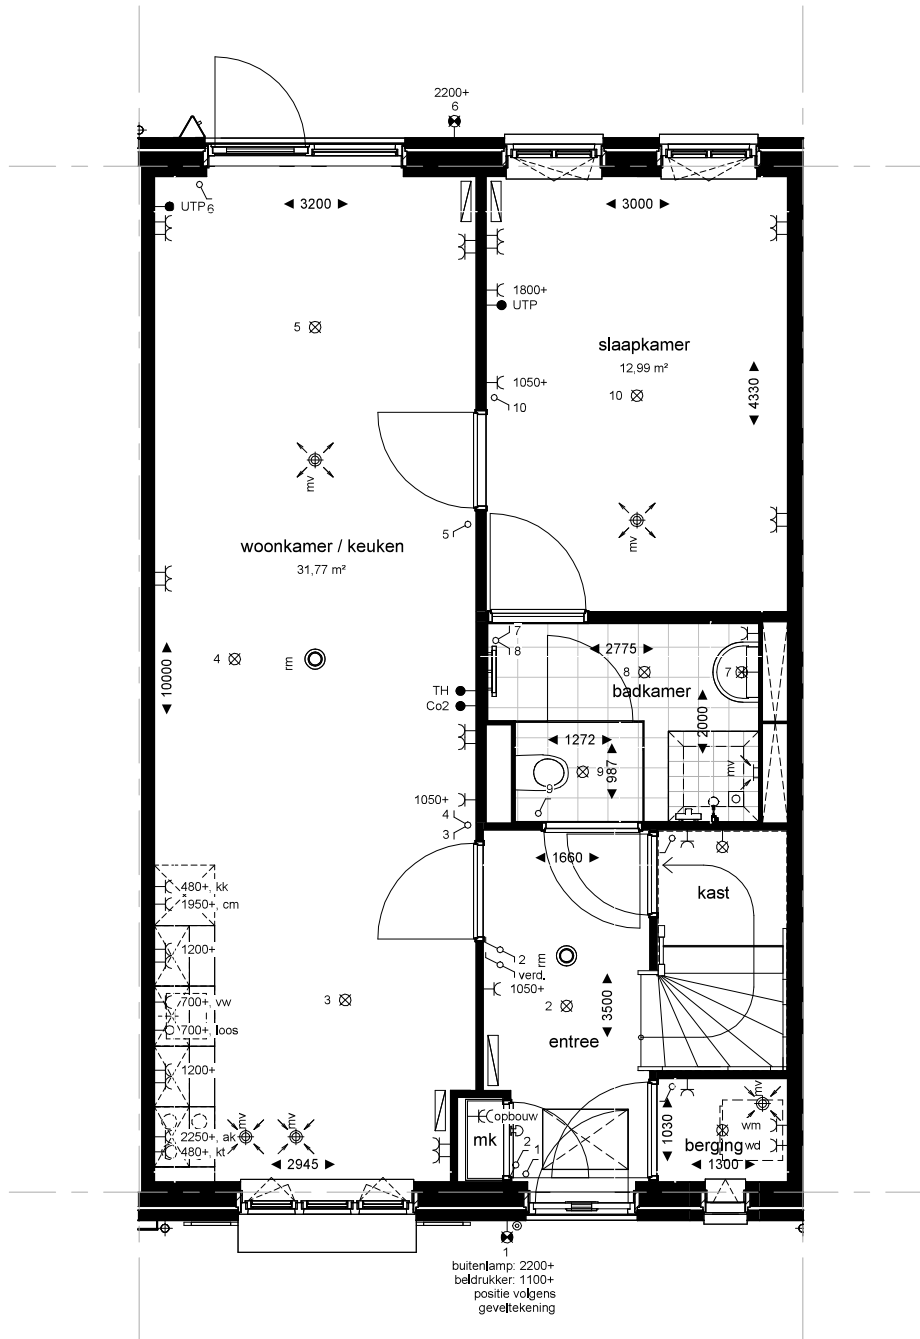 2200+
6
UTP 6
3200
3000
1800+
UTP
5
slaapkamer
12,99 m²
4330
1050+
10
10
mv
mv
5
woonkamer / keuken
31,77 m²
7
8
2775
4
rm
8
7
10000
TH
badkamer
Co2
2000
1272
987
9
mv
9
1050+
4
3
1660
480+, kk
kast
1950+, cm
1200+
2
rm
verd.
1050+
700+, vw
3
2
3500
700+, loos
entree
1200+
mv
opbouw
mv
mv
wm
2250+, ak
mk
2
1030
berging
wd
480+, kt
1
2945
1300
1
buitenlamp: 2200+
beldrukker: 1100+
positie volgens
geveltekening